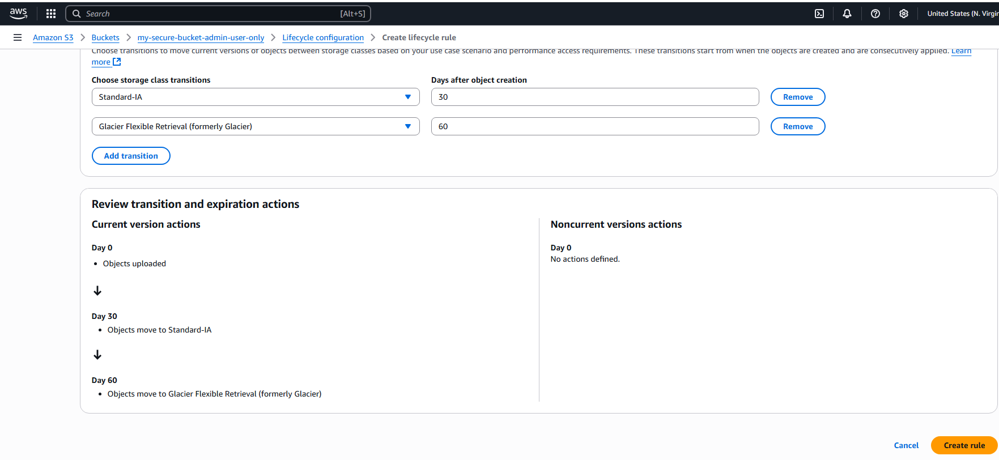 aws
Search [Alt+S]
United States (N. Virgin
Amazon S3 > Buckets > my-secure-bucket-admin-user-only > Lifecycle configuration > Create lifecycle rule
Choose transitions to move current versions of objects between storage classes based on your use case scenario and performance access requirements. These transitions start from when the objects are created and are consecutively applied. Learn
more
Choose storage class transitions Days after object creation
Standard-IA 30 Remove
Glacier Flexible Retrieval (formerly Glacier) 60 Remove
Add transition
Review transition and expiration actions
Current version actions
Day 0
• Objects uploaded
Day 30
• Objects move to Standard-IA
Day 60
• Objects move to Glacier Flexible Retrieval (formerly Glacier)
Noncurrent versions actions
Day 0
No actions defined.
Cancel Create rule